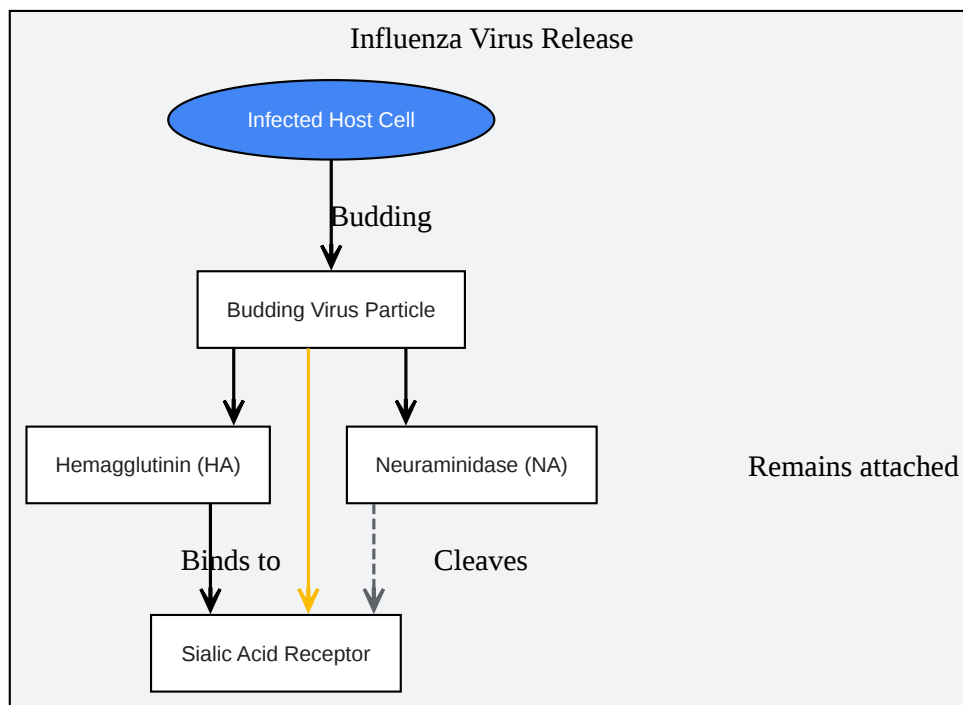 Influenza Virus Release
Infected Host Cell
Budding
Budding Virus Particle
Hemagglutinin (HA)
Neuraminidase (NA)
Remains attached
Binds to
Cleaves
Sialic Acid Receptor